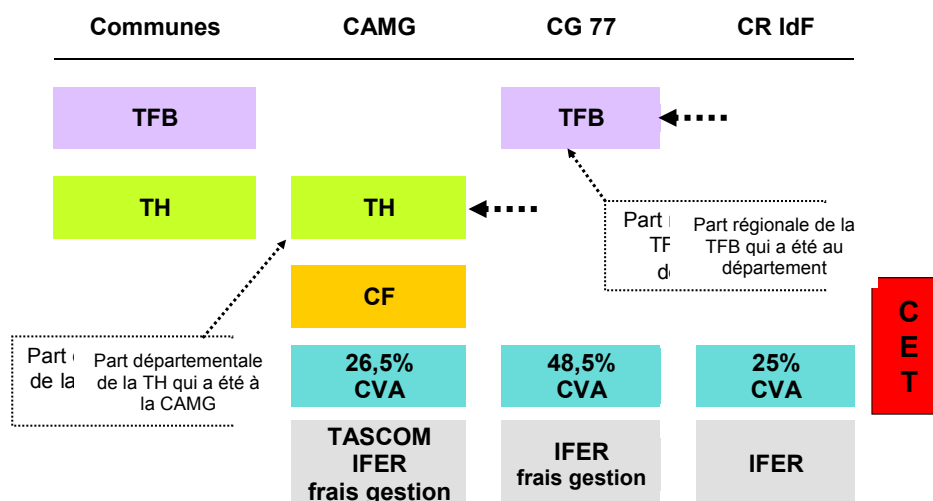 Communes CAMG CG 77 CR IdF
TFB TFB
TH TH
Part régionale de la
TFB qui a été au
département
CF
Part départementale
de la TH qui a été à
la CAMG
26,5% 48,5% 25%
CVA CVA CVA
C
E
T
TASCOM
IFER
frais gestion
IFER
frais gestion
IFER